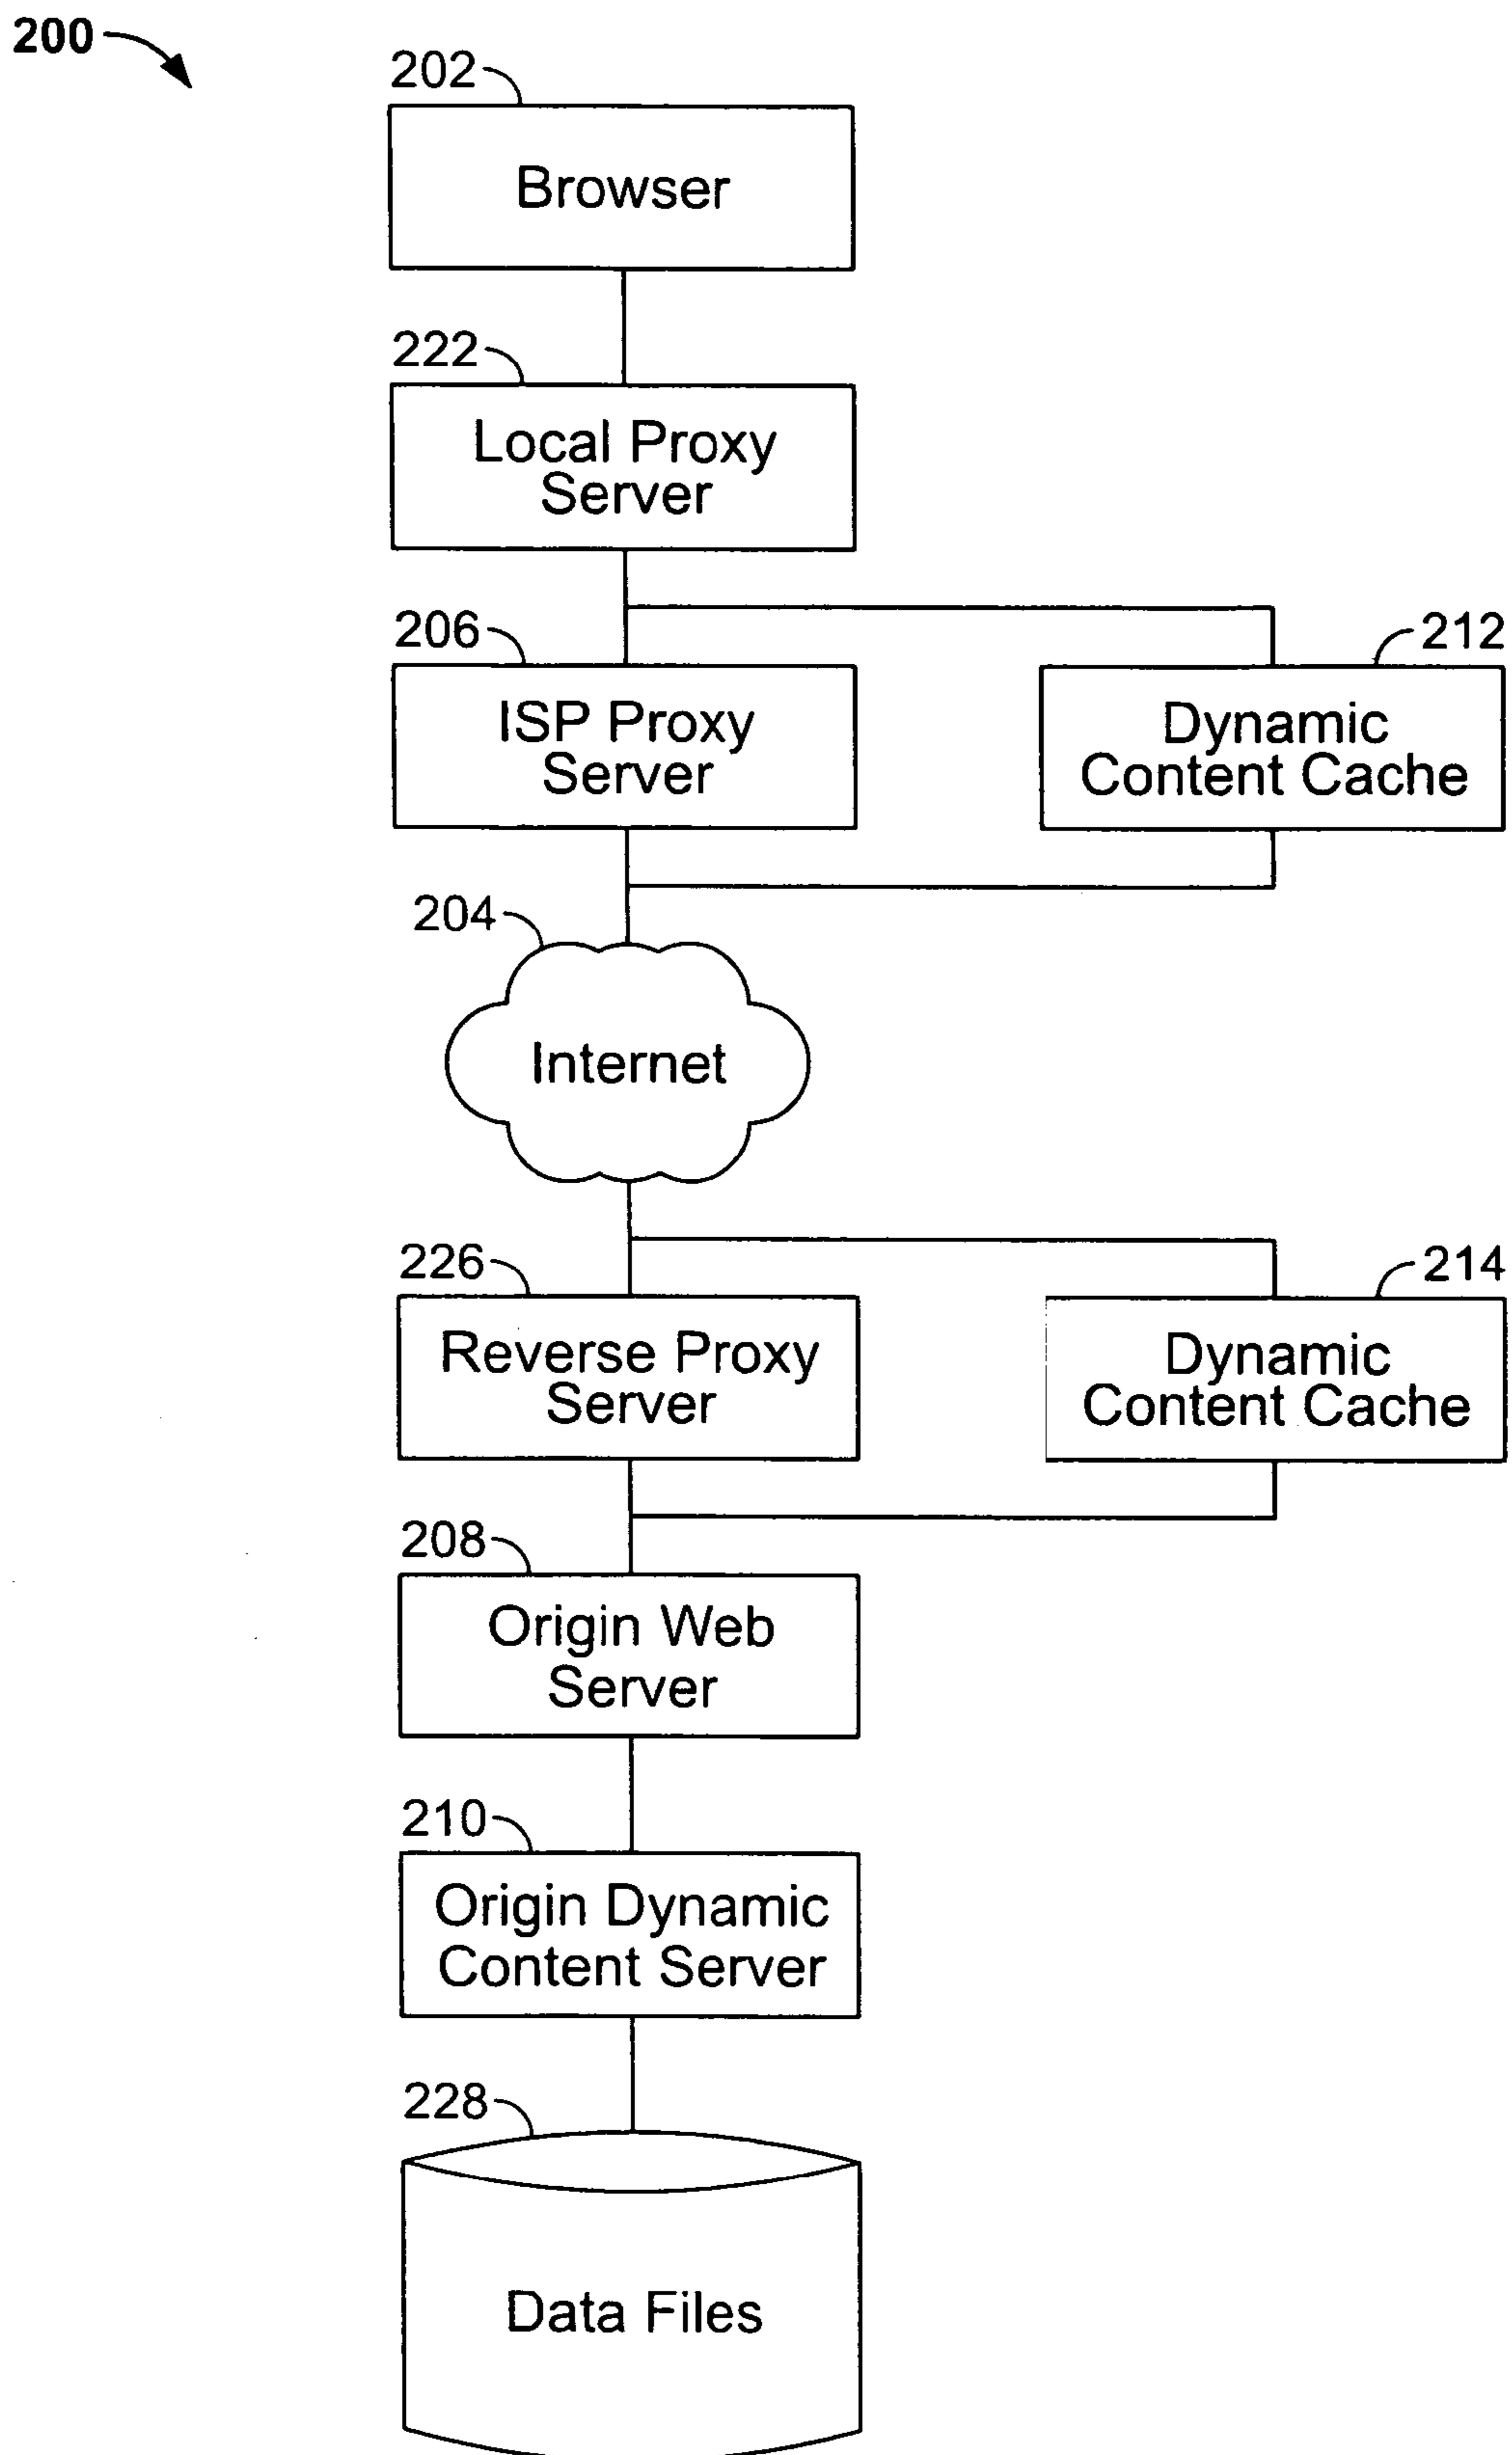 200
202
Browser
222
Local Proxy
Server
206
ISP Proxy
Server
212
Dynamic
Content Cache
204
Internet
226
Reverse Proxy
Server
214
Dynamic
Content Cache
208
Origin Web
Server
210
Origin Dynamic
Content Server
228
Data Files